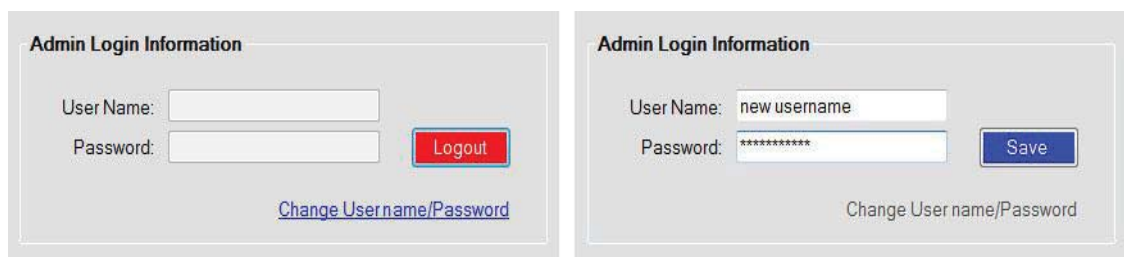 Admin Login Information
User Name:
Password:
Logout
Change User name/Password
Admin Login Information
User Name: new username
Password: ***********
Save
Change User name/Password